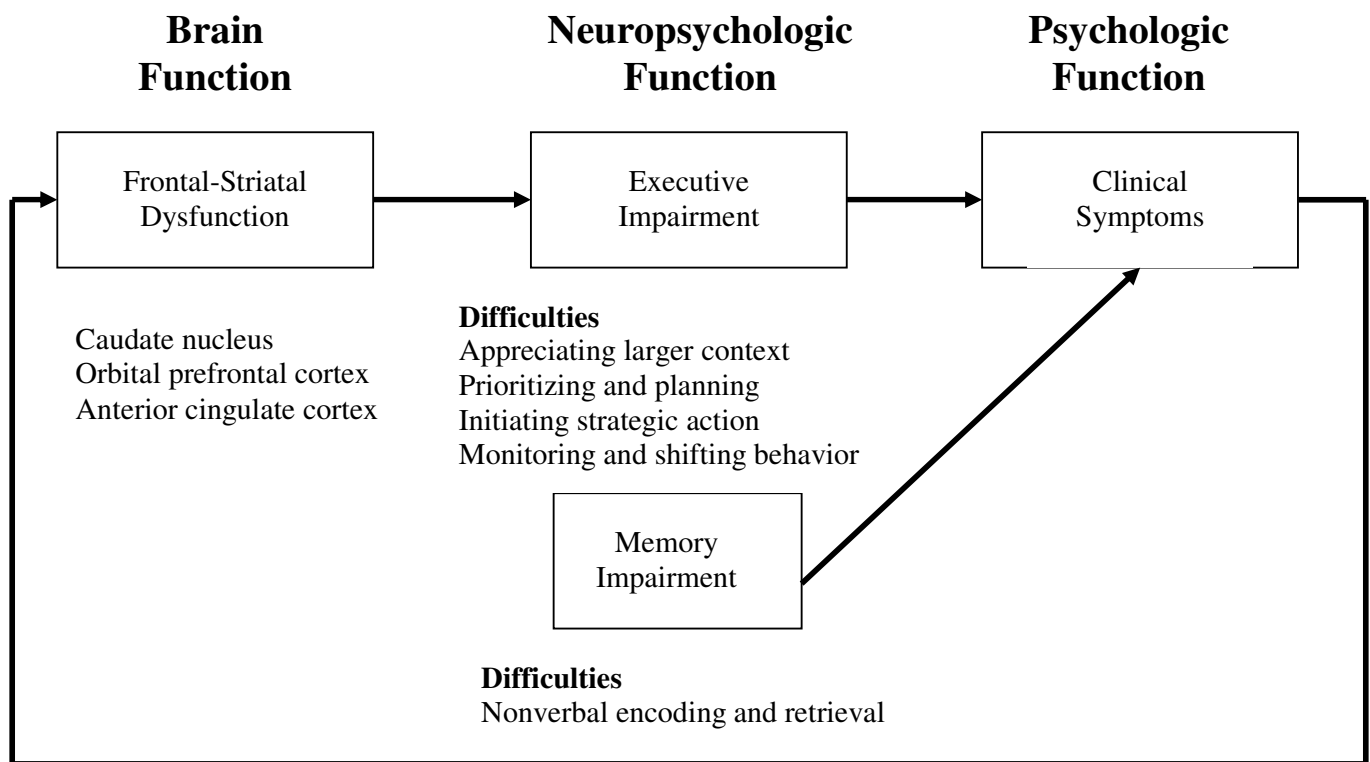 Brain
Function
Neuropsychologic
Function
Psychologic
Function
Frontal-Striatal
Dysfunction
Executive
Impairment
Clinical
Symptoms
Caudate nucleus
Orbital prefrontal cortex
Anterior cingulate cortex
Difficulties
Appreciating larger context
Prioritizing and planning
Initiating strategic action
Monitoring and shifting behavior
Memory
Impairment
Difficulties
Nonverbal encoding and retrieval